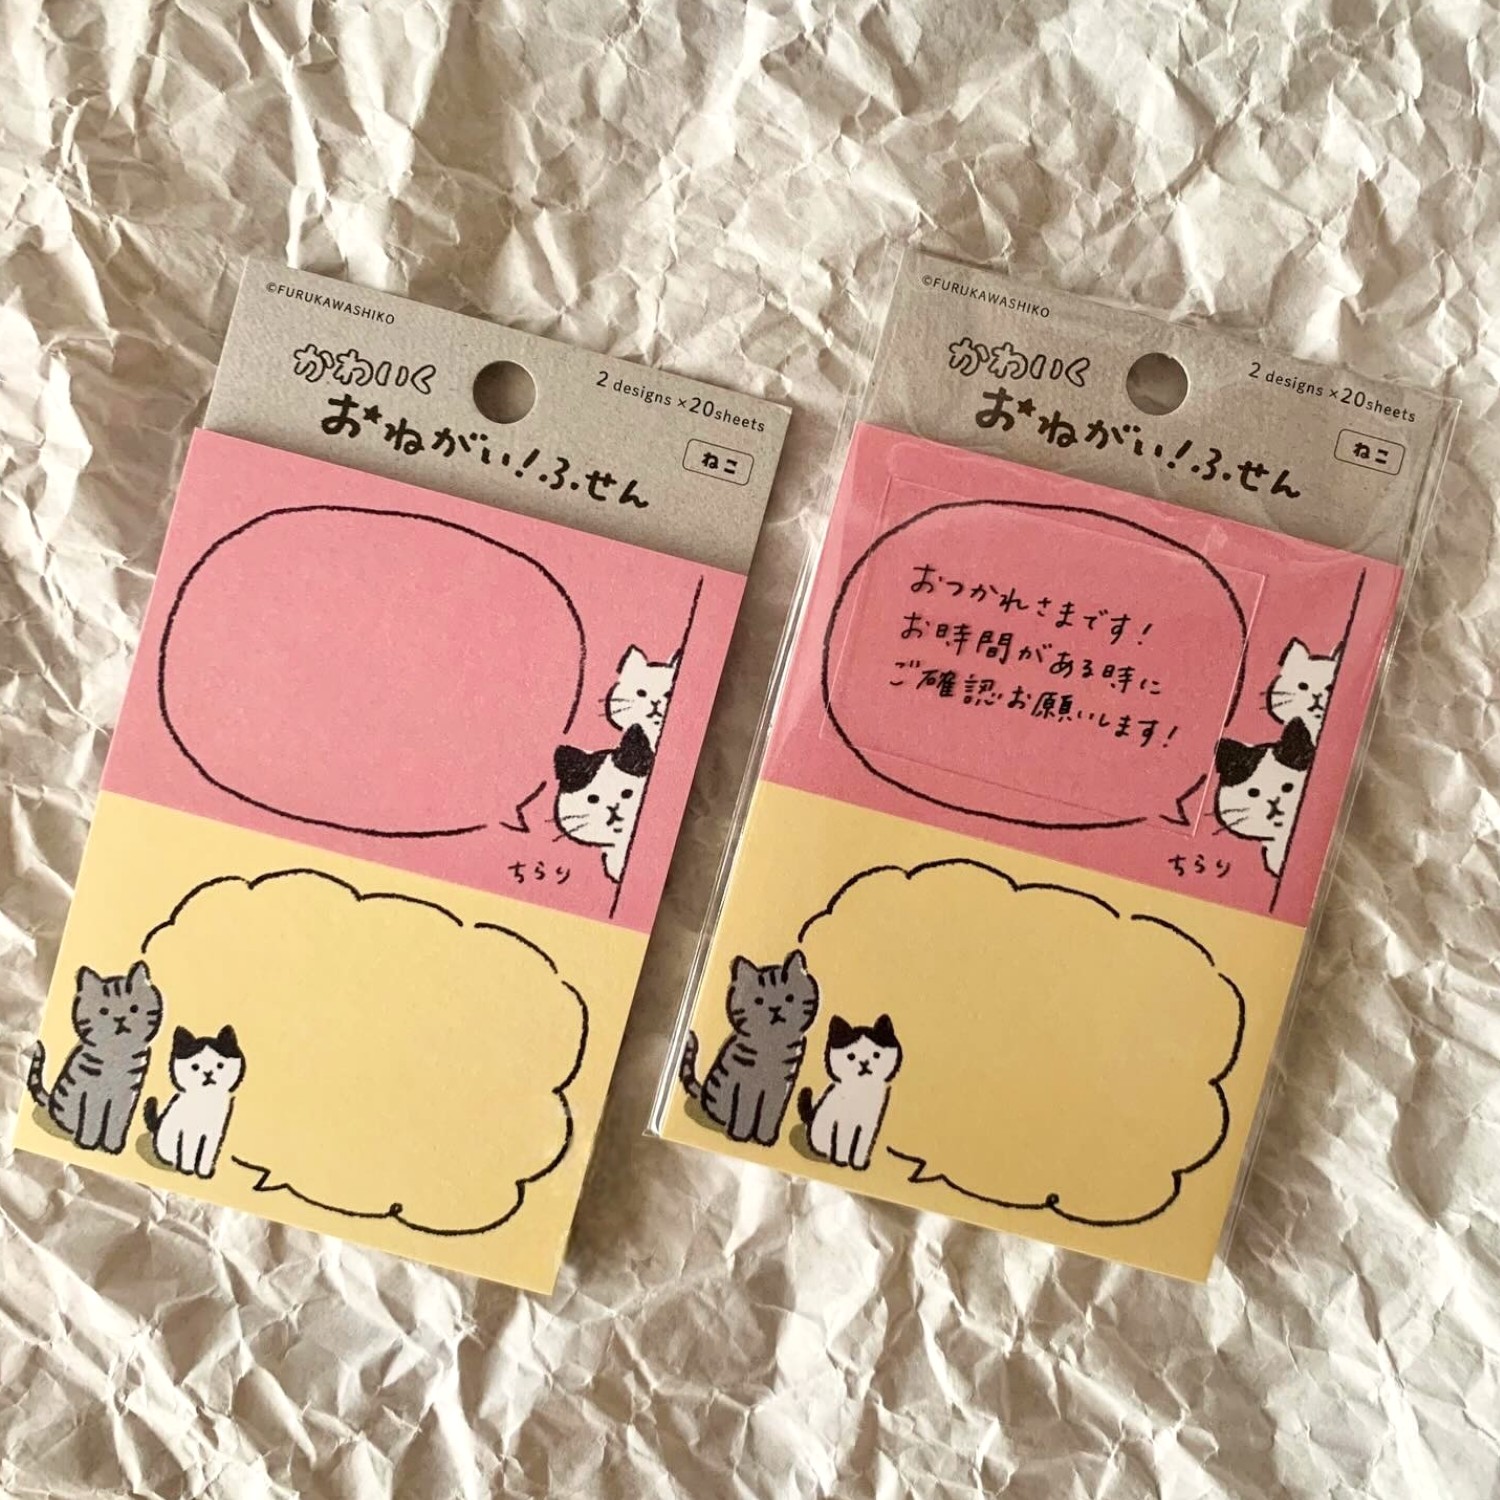 ©FURUKAWASHIKO
かわいく
2 designs ×20sheets
おねがい!ふせん
ねこ
ちらり
©FURUKAWASHIKO
かわいく
2 designs ×20sheets
おねがい!ふせん
ねこ
おつかれさまです!
お時間がある時に
ご確認お願いします!
ちらり